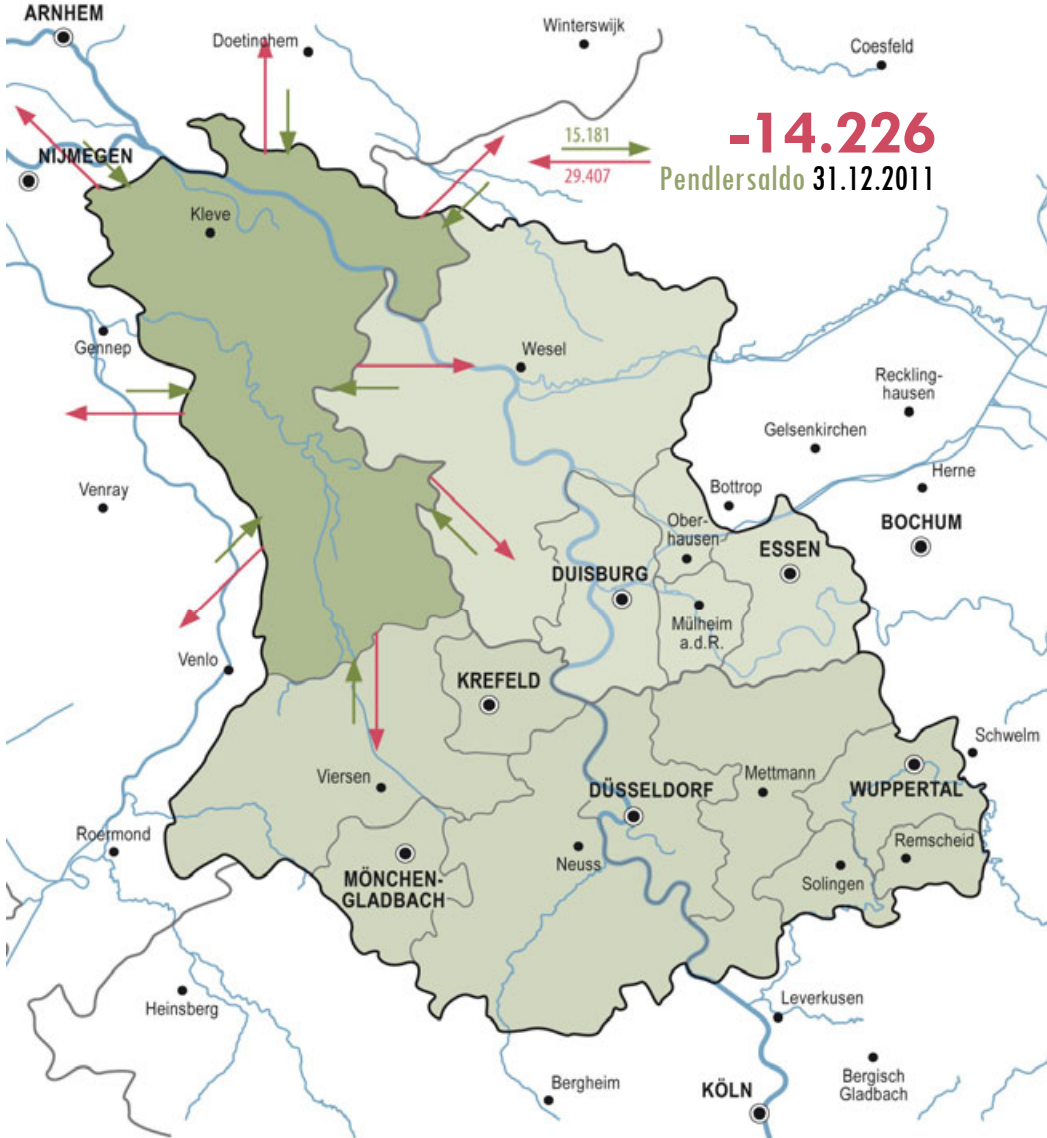 ARNHEM
Doetinchem
Winterswijk
Coesfeld
15.181
29.407
-14.226
Pendlersaldo 31.12.2011
NIJMEGEN
Kleve
Gennep
Wesel
Reckling-
hausen
Gelsenkirchen
Herne
Venray
Bottrop
Ober-
hausen
BOCHUM
ESSEN
DUISBURG
Mülheim
a.d.R.
Venlo
KREFELD
Schwelm
Viersen
Mettmann
DÜSSELDORF
WUPPERTAL
Roermond
Remscheid
Neuss
Solingen
MÖNCHEN-
GLADBACH
Heinsberg
Leverkusen
Bergheim
Bergisch
Gladbach
KÖLN